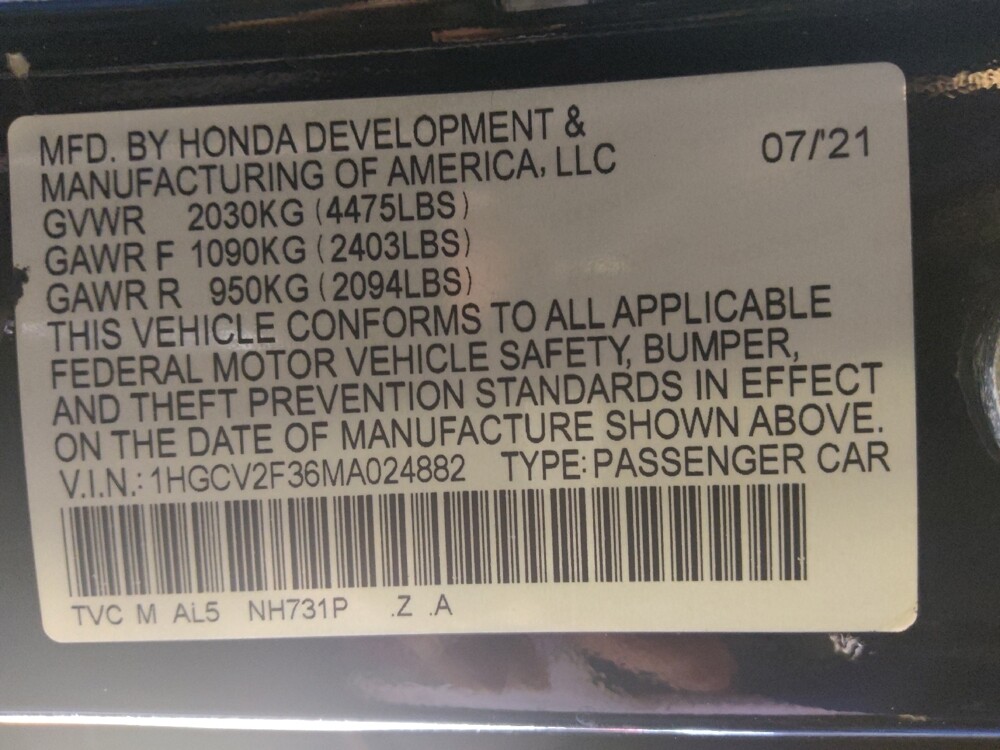 MFD. BY HONDA DEVELOPMENT &
MANUFACTURING OF AMERICA, LLC 07/'21
GVWR 2030KG (4475LBS)
GAWR F 1090KG (2403LBS)
GAWR R 950KG (2094LBS)
THIS VEHICLE CONFORMS TO ALL APPLICABLE
FEDERAL MOTOR VEHICLE SAFETY, BUMPER,
AND THEFT PREVENTION STANDARDS IN EFFECT
ON THE DATE OF MANUFACTURE SHOWN ABOVE.
V.I.N.: 1HGCV2F36MA024882 TYPE: PASSENGER CAR
TVC M AL5 NH731P .Z .A